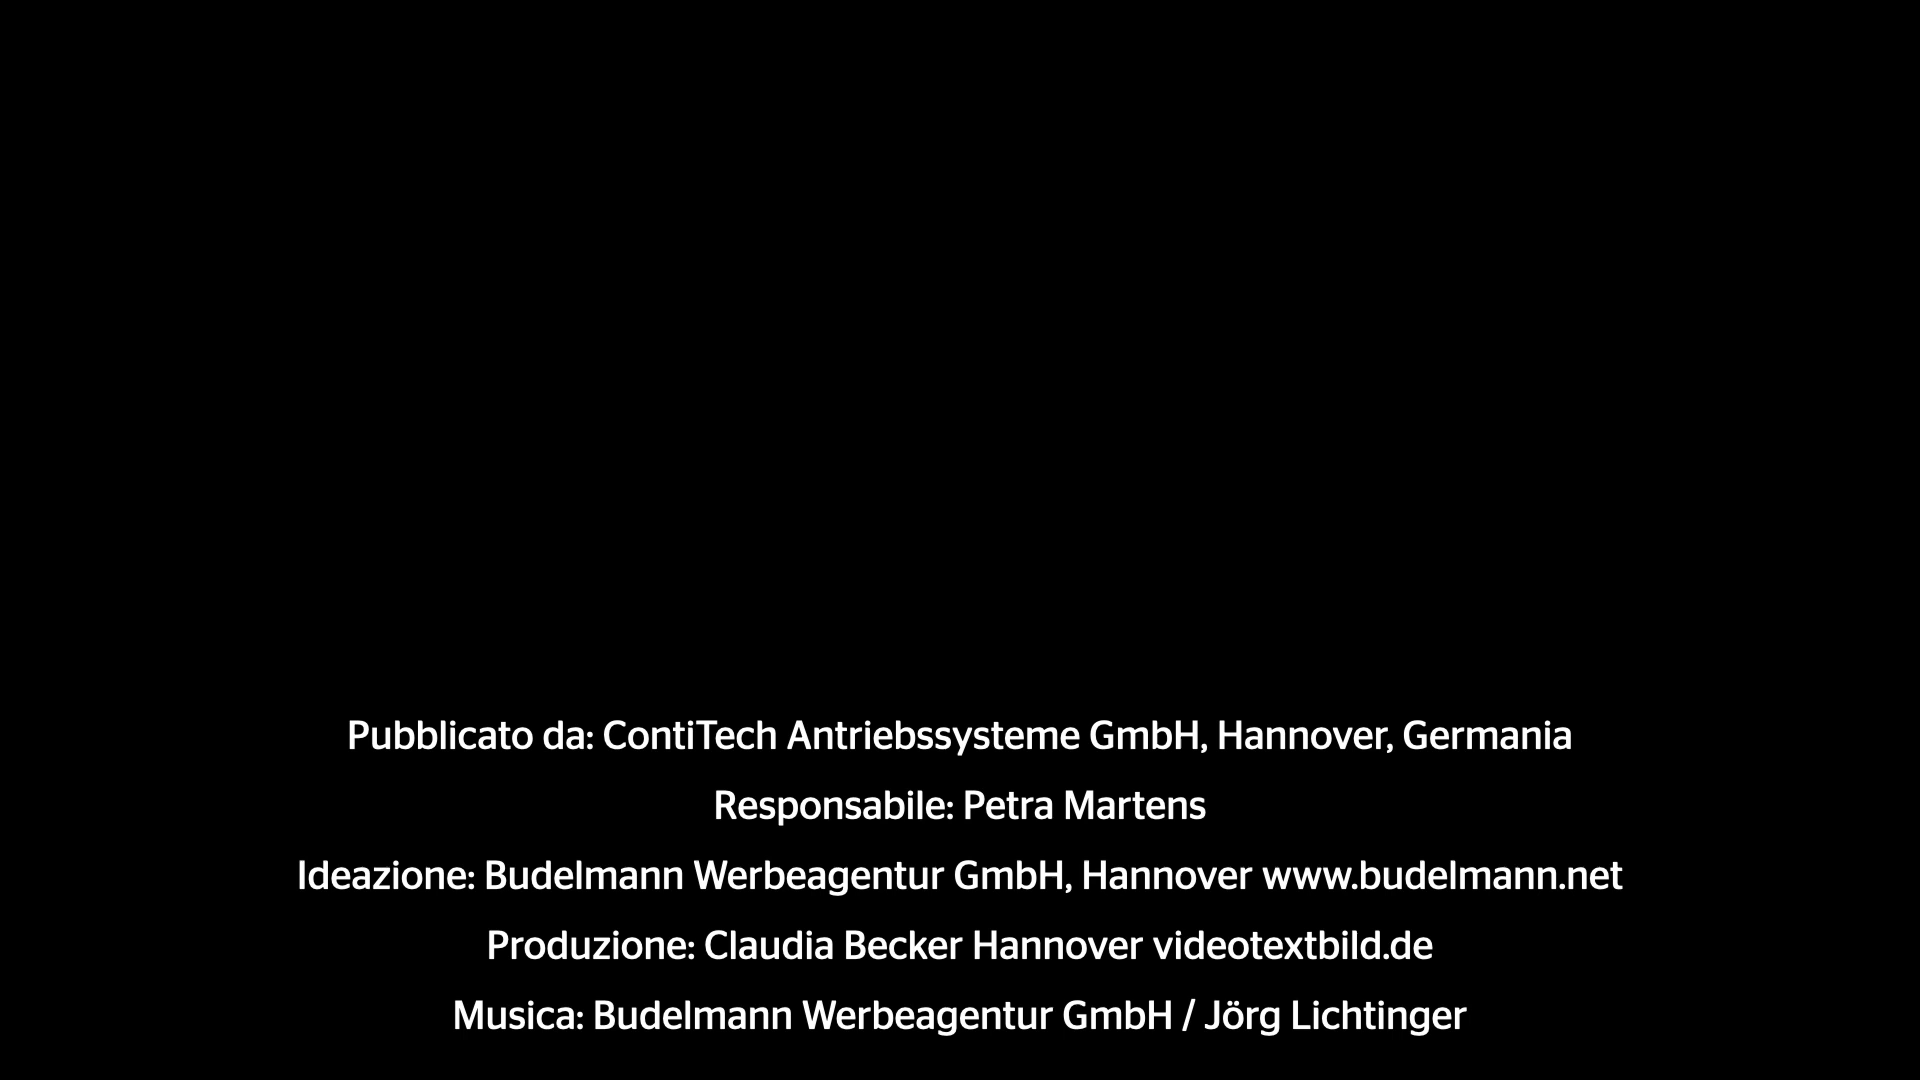 Pubblicato da: ContiTech Antriebssysteme GmbH, Hannover, Germania
Responsabile: Petra Martens
Ideazione: Budelmann Werbeagentur GmbH, Hannover www.budelmann.net
Produzione: Claudia Becker Hannover videotextbild.de
Musica: Budelmann Werbeagentur GmbH / Jörg Lichtinger